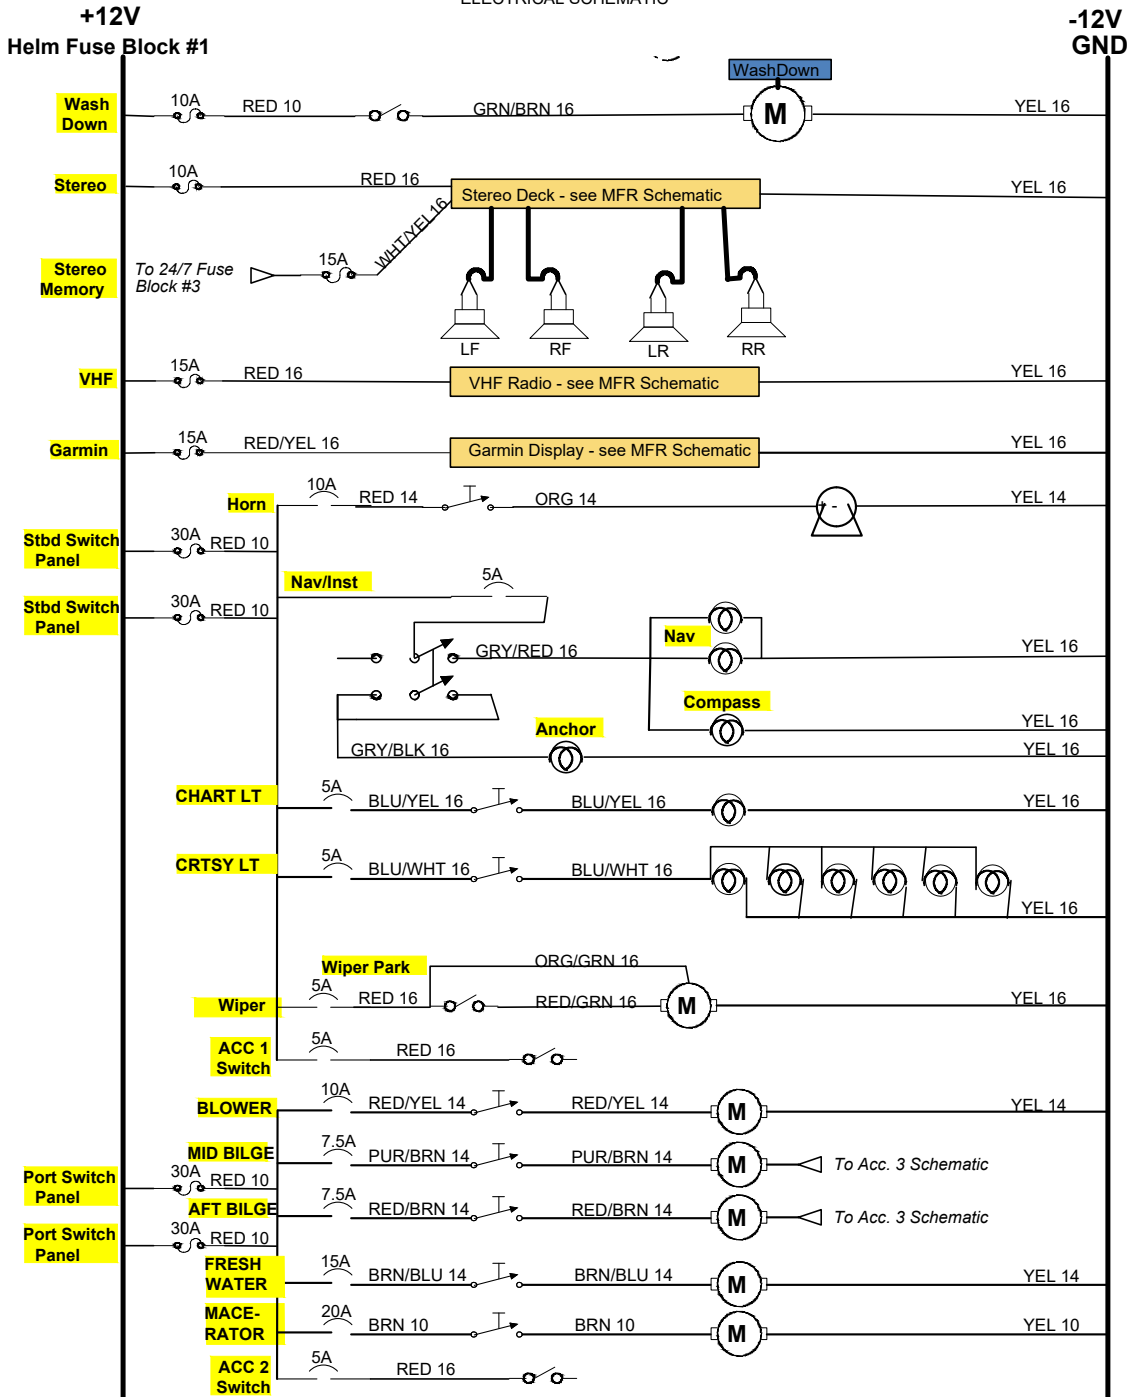 ELECTRICAL SCHEMATIC
+12V
-12V
Helm Fuse Block #1
GND
WashDown
Wash
Down
10A
RED 10
GRN/BRN 16
M
YEL 16
Stereo
10A
RED 16
Stereo Deck - see MFR Schematic
YEL 16
WHT/YEL16
Stereo
Memory
To 24/7 Fuse
Block #3
15A
LF
RF
LR
RR
VHF
15A
RED 16
VHF Radio - see MFR Schematic
YEL 16
Garmin
15A
RED/YEL 16
Garmin Display - see MFR Schematic
YEL 16
Horn
10A
RED 14
ORG 14
+ -
YEL 14
Stbd Switch
Panel
30A
RED 10
Nav/Inst
5A
Stbd Switch
Panel
30A
RED 10
GRY/RED 16
Nav
YEL 16
Compass
YEL 16
Anchor
GRY/BLK 16
YEL 16
CHART LT
5A
BLU/YEL 16
BLU/YEL 16
YEL 16
CRTSY LT
5A
BLU/WHT 16
BLU/WHT 16
YEL 16
Wiper Park
ORG/GRN 16
Wiper
5A
RED 16
RED/GRN 16
M
YEL 16
ACC 1
Switch
5A
RED 16
BLOWER
10A
RED/YEL 14
RED/YEL 14
M
YEL 14
MID BILGE
7.5A
PUR/BRN 14
PUR/BRN 14
M
To Acc. 3 Schematic
Port Switch
Panel
30A
RED 10
AFT BILGE
7.5A
RED/BRN 14
RED/BRN 14
M
To Acc. 3 Schematic
Port Switch
Panel
30A
RED 10
FRESH
WATER
15A
BRN/BLU 14
BRN/BLU 14
M
YEL 14
MACE-
RATOR
20A
BRN 10
BRN 10
M
YEL 10
ACC 2
Switch
5A
RED 16